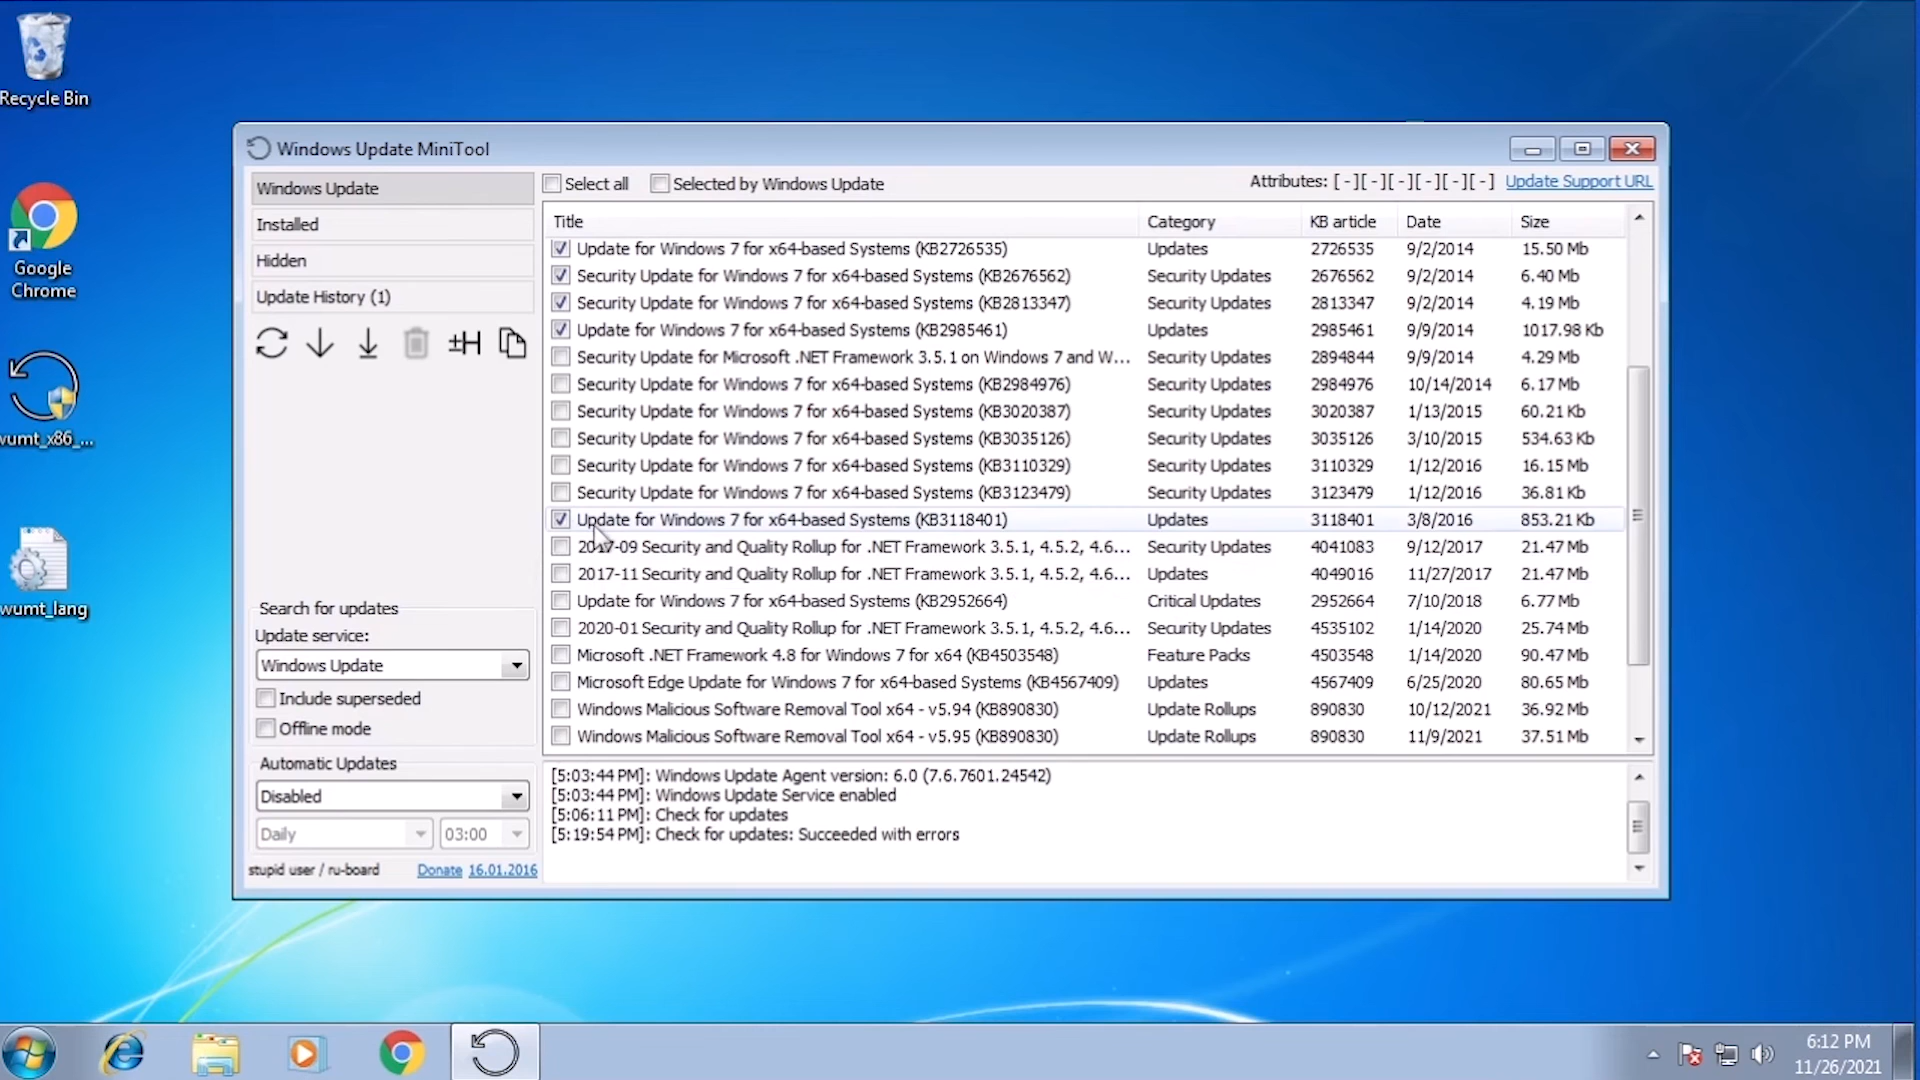 Recycle Bin
Google
Chrome
wumt_x86_...
wumt_lang
Windows Update MiniTool
Windows Update
Installed
Hidden
Update History (1)
±H
Search for updates
Update service:
Windows Update
Include superseded
Offline mode
Automatic Updates
Disabled
Daily 03:00
stupid user / ru-board Donate 16.01.2016
Select all Selected by Windows Update Attributes: [-][-][-][-][-][-] Update Support URL
Title Category KB article Date Size
Update for Windows 7 for x64-based Systems (KB2726535) Updates 2726535 9/2/2014 15.50 Mb
Security Update for Windows 7 for x64-based Systems (KB2676562) Security Updates 2676562 9/2/2014 6.40 Mb
Security Update for Windows 7 for x64-based Systems (KB2813347) Security Updates 2813347 9/2/2014 4.19 Mb
Update for Windows 7 for x64-based Systems (KB2985461) Updates 2985461 9/9/2014 1017.98 Kb
Security Update for Microsoft .NET Framework 3.5.1 on Windows 7 and W... Security Updates 2894844 9/9/2014 4.29 Mb
Security Update for Windows 7 for x64-based Systems (KB2984976) Security Updates 2984976 10/14/2014 6.17 Mb
Security Update for Windows 7 for x64-based Systems (KB3020387) Security Updates 3020387 1/13/2015 60.21 Kb
Security Update for Windows 7 for x64-based Systems (KB3035126) Security Updates 3035126 3/10/2015 534.63 Kb
Security Update for Windows 7 for x64-based Systems (KB3110329) Security Updates 3110329 1/12/2016 16.15 Mb
Security Update for Windows 7 for x64-based Systems (KB3123479) Security Updates 3123479 1/12/2016 36.81 Kb
Update for Windows 7 for x64-based Systems (KB3118401) Updates 3118401 3/8/2016 853.21 Kb
2017-09 Security and Quality Rollup for .NET Framework 3.5.1, 4.5.2, 4.6... Security Updates 4041083 9/12/2017 21.47 Mb
2017-11 Security and Quality Rollup for .NET Framework 3.5.1, 4.5.2, 4.6... Updates 4049016 11/27/2017 21.47 Mb
Update for Windows 7 for x64-based Systems (KB2952664) Critical Updates 2952664 7/10/2018 6.77 Mb
2020-01 Security and Quality Rollup for .NET Framework 3.5.1, 4.5.2, 4.6... Security Updates 4535102 1/14/2020 25.74 Mb
Microsoft .NET Framework 4.8 for Windows 7 for x64 (KB4503548) Feature Packs 4503548 1/14/2020 90.47 Mb
Microsoft Edge Update for Windows 7 for x64-based Systems (KB4567409) Updates 4567409 6/25/2020 80.65 Mb
Windows Malicious Software Removal Tool x64 - v5.94 (KB890830) Update Rollups 890830 10/12/2021 36.92 Mb
Windows Malicious Software Removal Tool x64 - v5.95 (KB890830) Update Rollups 890830 11/9/2021 37.51 Mb
[5:03:44 PM]: Windows Update Agent version: 6.0 (7.6.7601.24542)
[5:03:44 PM]: Windows Update Service enabled
[5:06:11 PM]: Check for updates
[5:19:54 PM]: Check for updates: Succeeded with errors
6:12 PM
11/26/2021